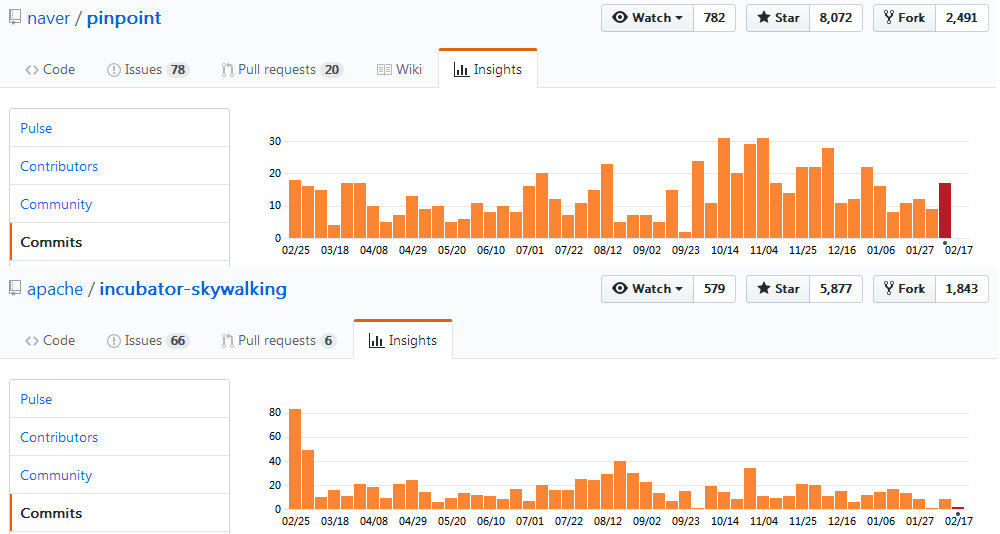 naver / pinpoint Watch 782 Star 8,072 Fork 2,491
Code Issues 78 Pull requests 20 Wiki Insights
Pulse
Contributors
Community
Commits
30
20
10
0
02/25 03/18 04/08 04/29 05/20 06/10 07/01 07/22 08/12 09/02 09/23 10/14 11/04 11/25 12/16 01/06 01/27 02/17
apache / incubator-skywalking Watch 579 Star 5,877 Fork 1,843
Code Issues 66 Pull requests 6 Insights
Pulse
Contributors
Community
Commits
80
60
40
20
0
02/25 03/18 04/08 04/29 05/20 06/10 07/01 07/22 08/12 09/02 09/23 10/14 11/04 11/25 12/16 01/06 01/27 02/17